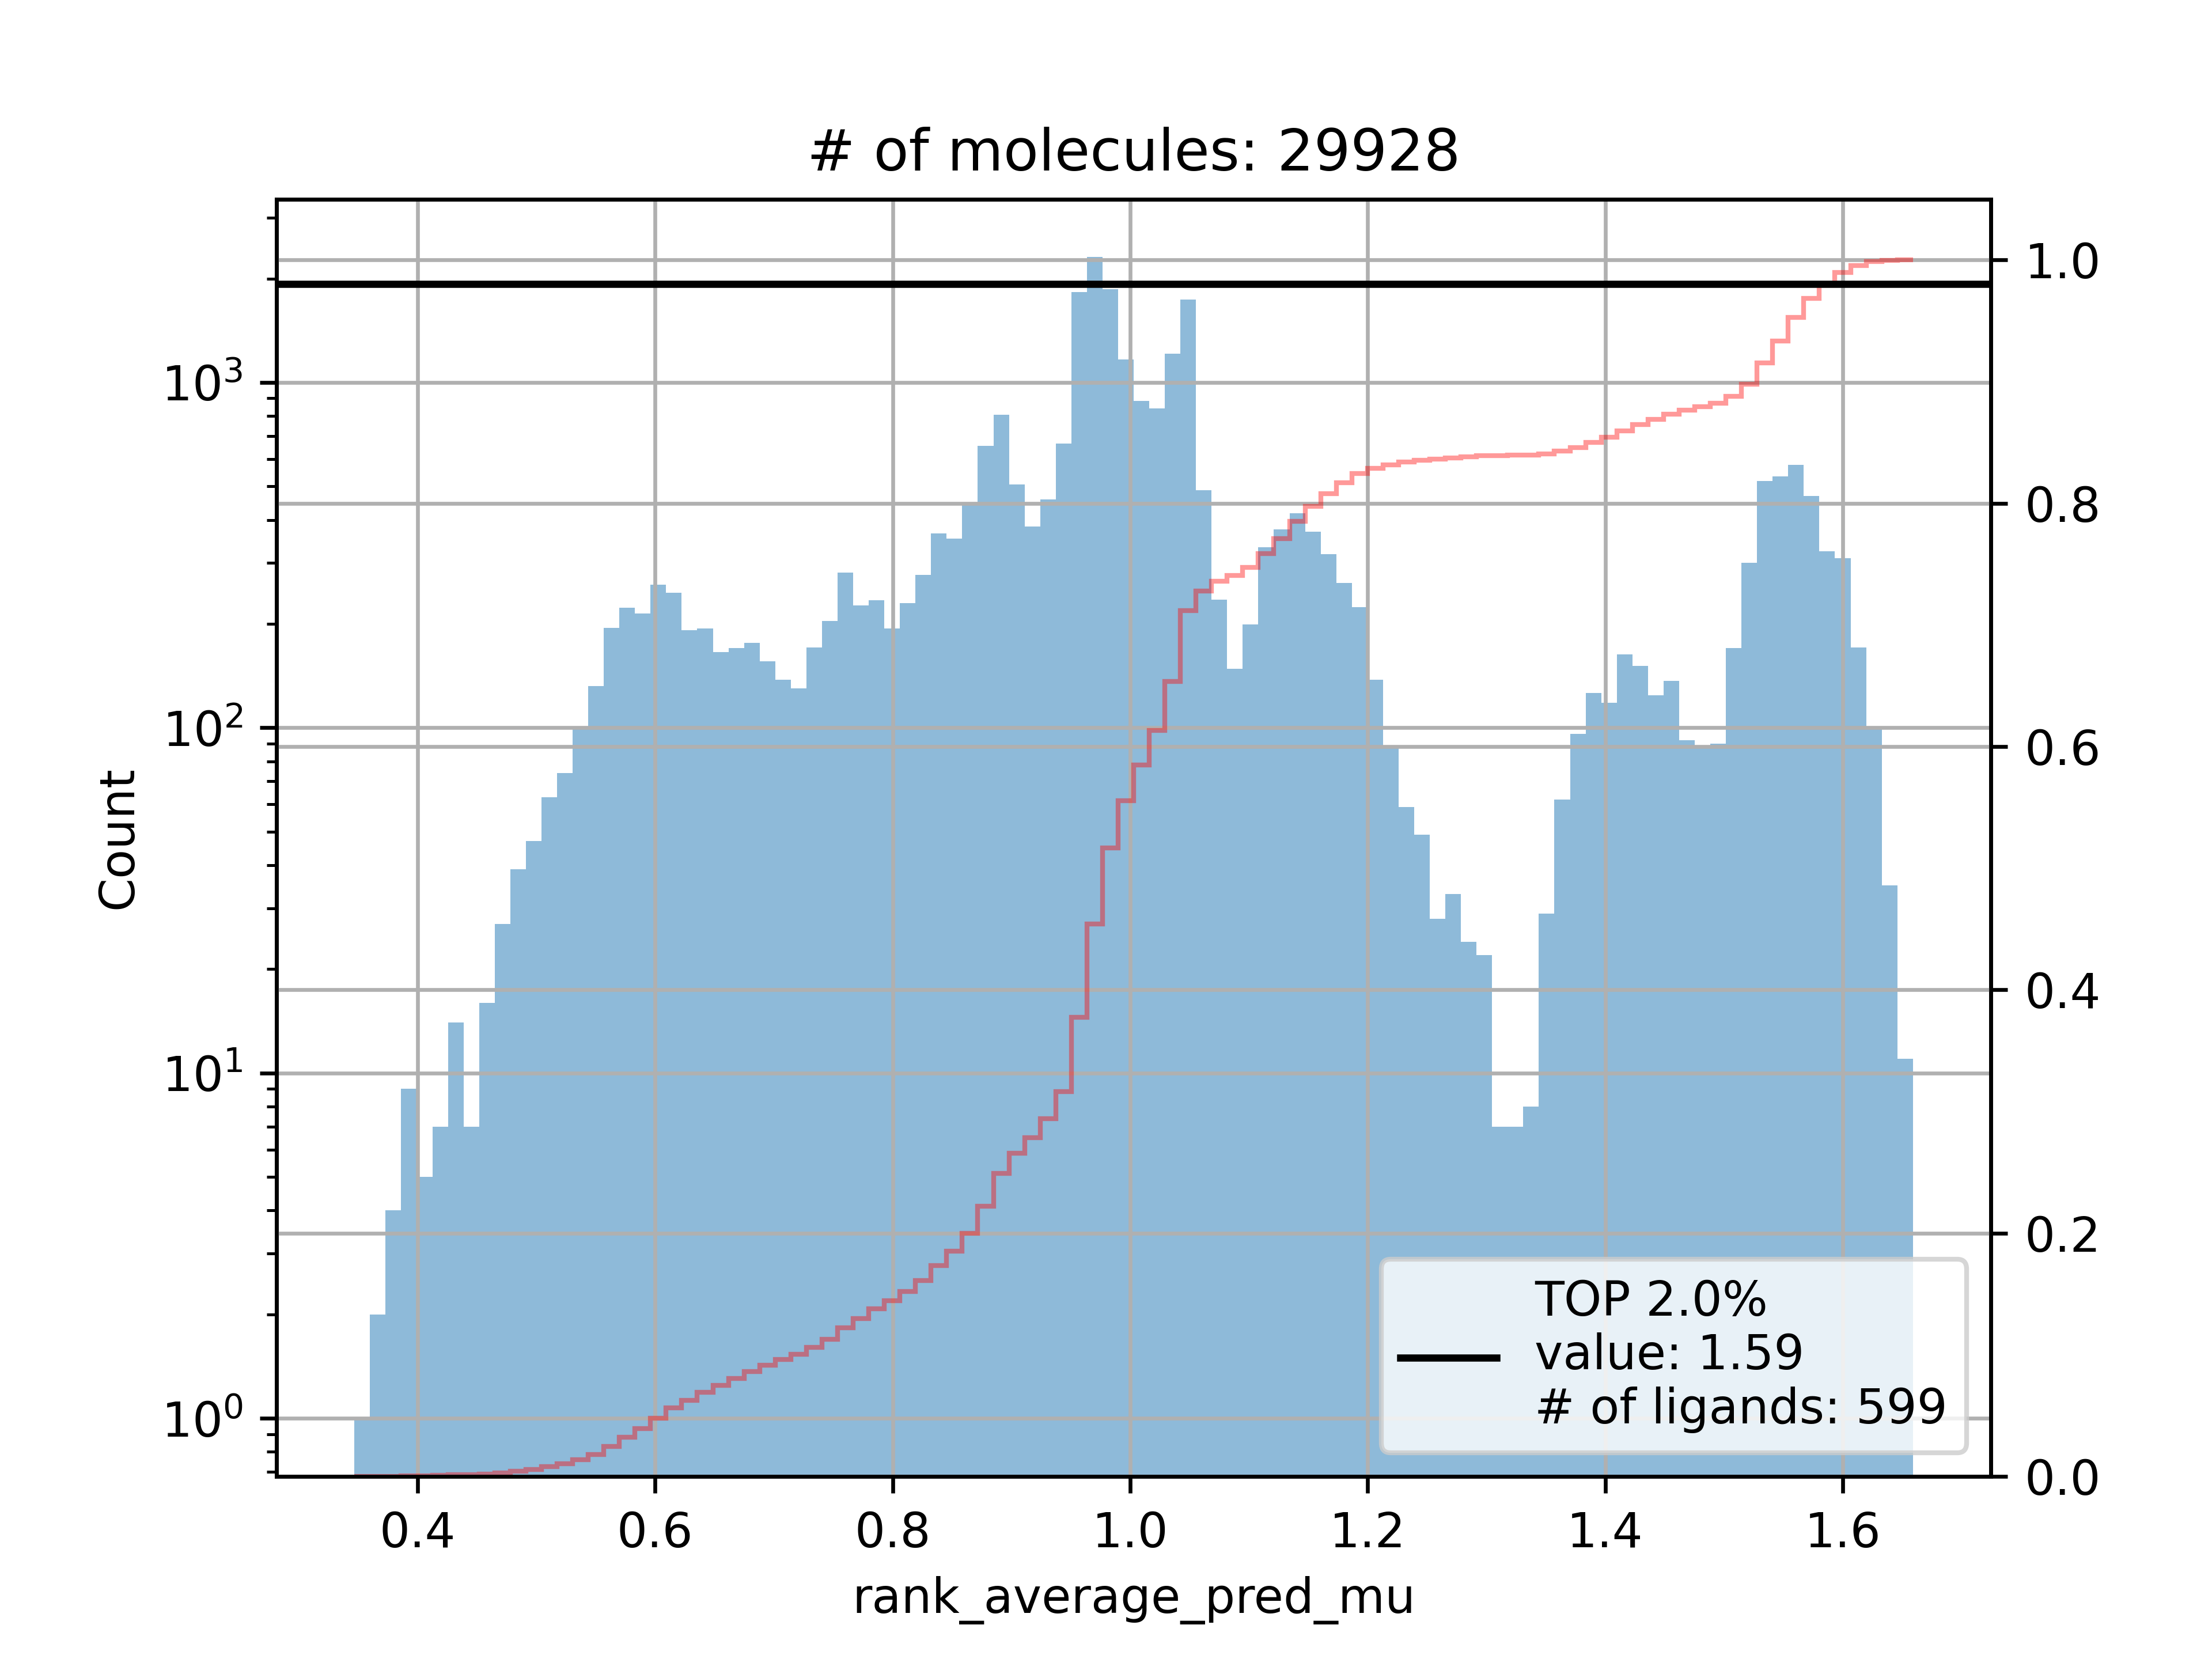 # of molecules: 29928
Count
10³
10²
10¹
10⁰
1.0
0.8
0.6
0.4
0.2
0.0
TOP 2.0%
value: 1.59
# of ligands: 599
0.4 0.6 0.8 1.0 1.2 1.4 1.6
rank_average_pred_mu